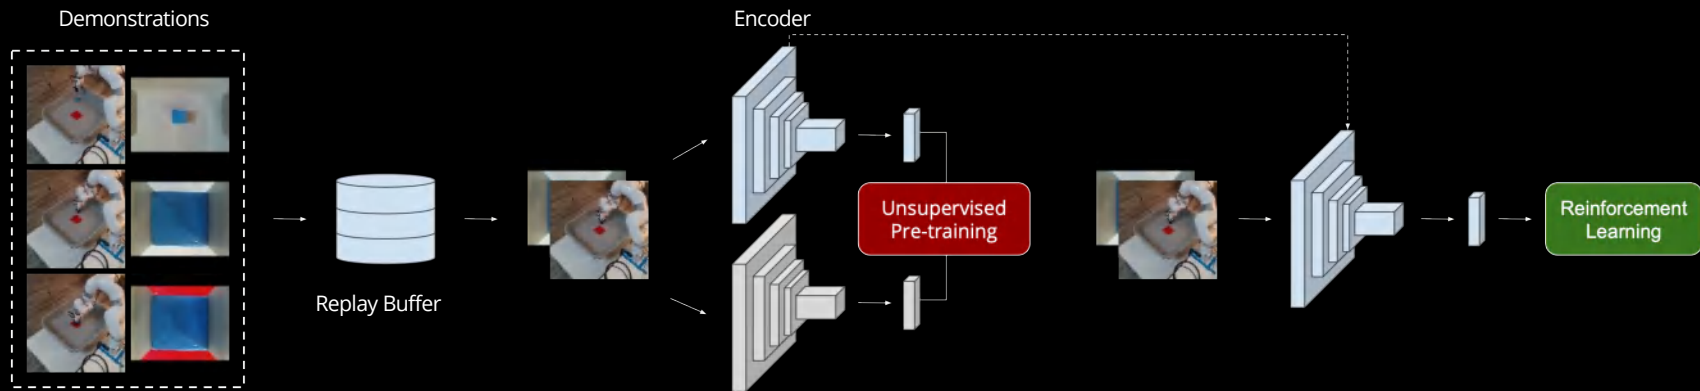 Demonstrations
Replay Buffer
Encoder
Unsupervised
Pre-training
Reinforcement
Learning